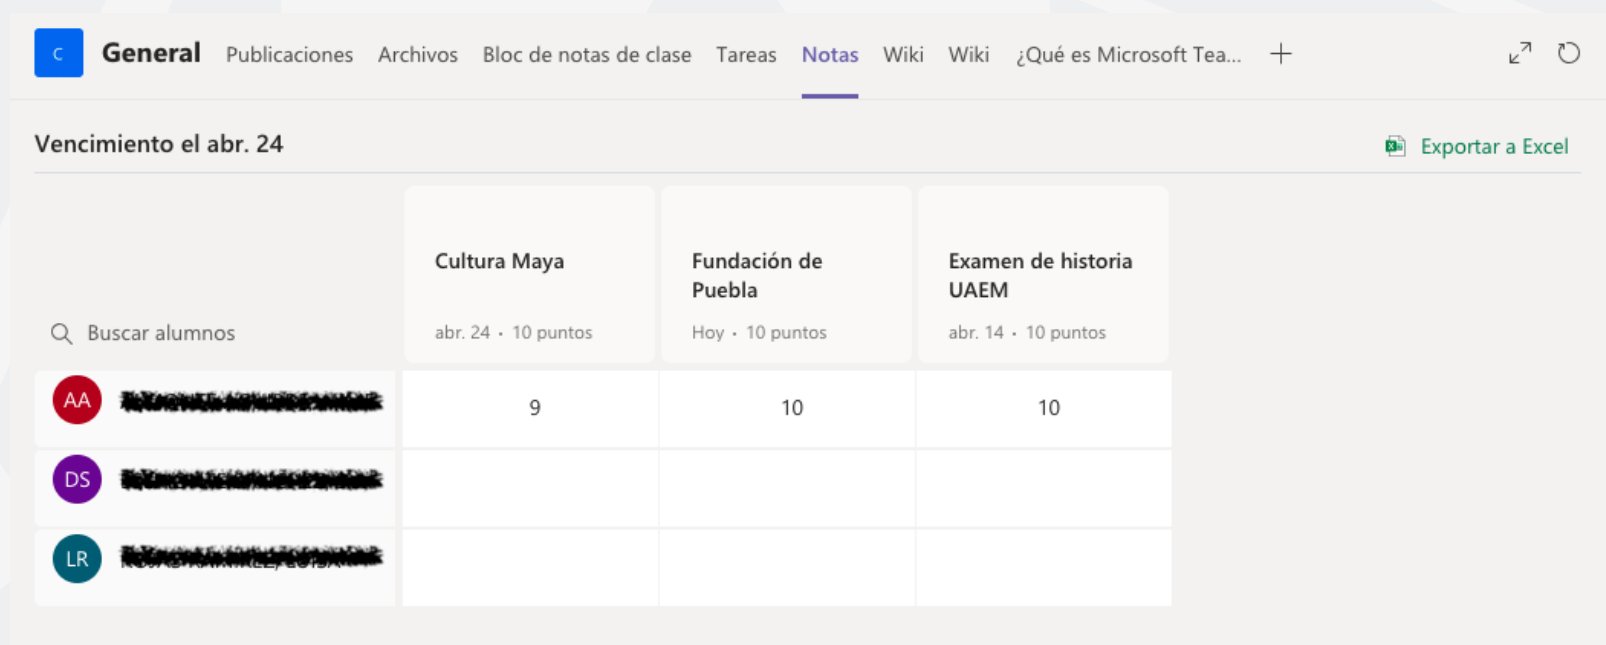 C General Publicaciones Archivos Bloc de notas de clase Tareas Notas Wiki Wiki ¿Qué es Microsoft Tea... +
Vencimiento el abr. 24 Exportar a Excel
Cultura Maya
Fundación de
Puebla
Examen de historia
UAEM
Buscar alumnos
abr. 24 • 10 puntos
Hoy • 10 puntos
abr. 14 • 10 puntos
AA 9 10 10
DS
LR